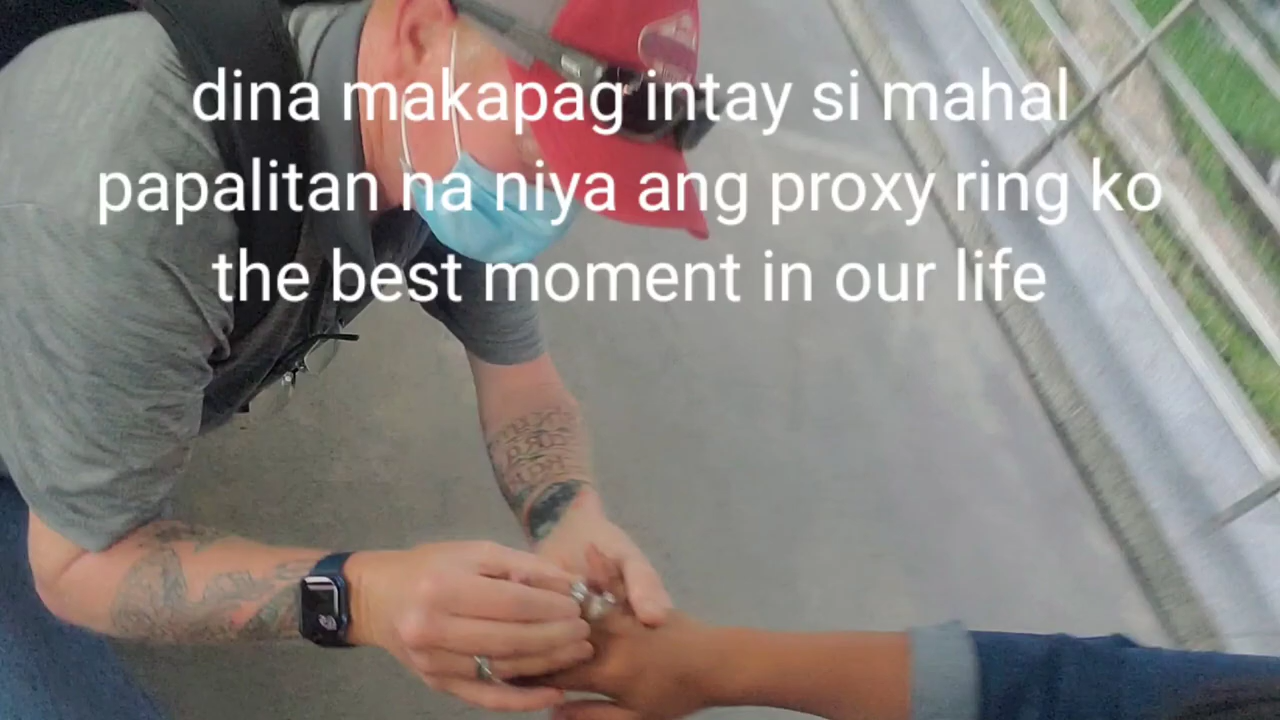 dina makapag intay si mahal
papalitan na niya ang proxy ring ko
the best moment in our life